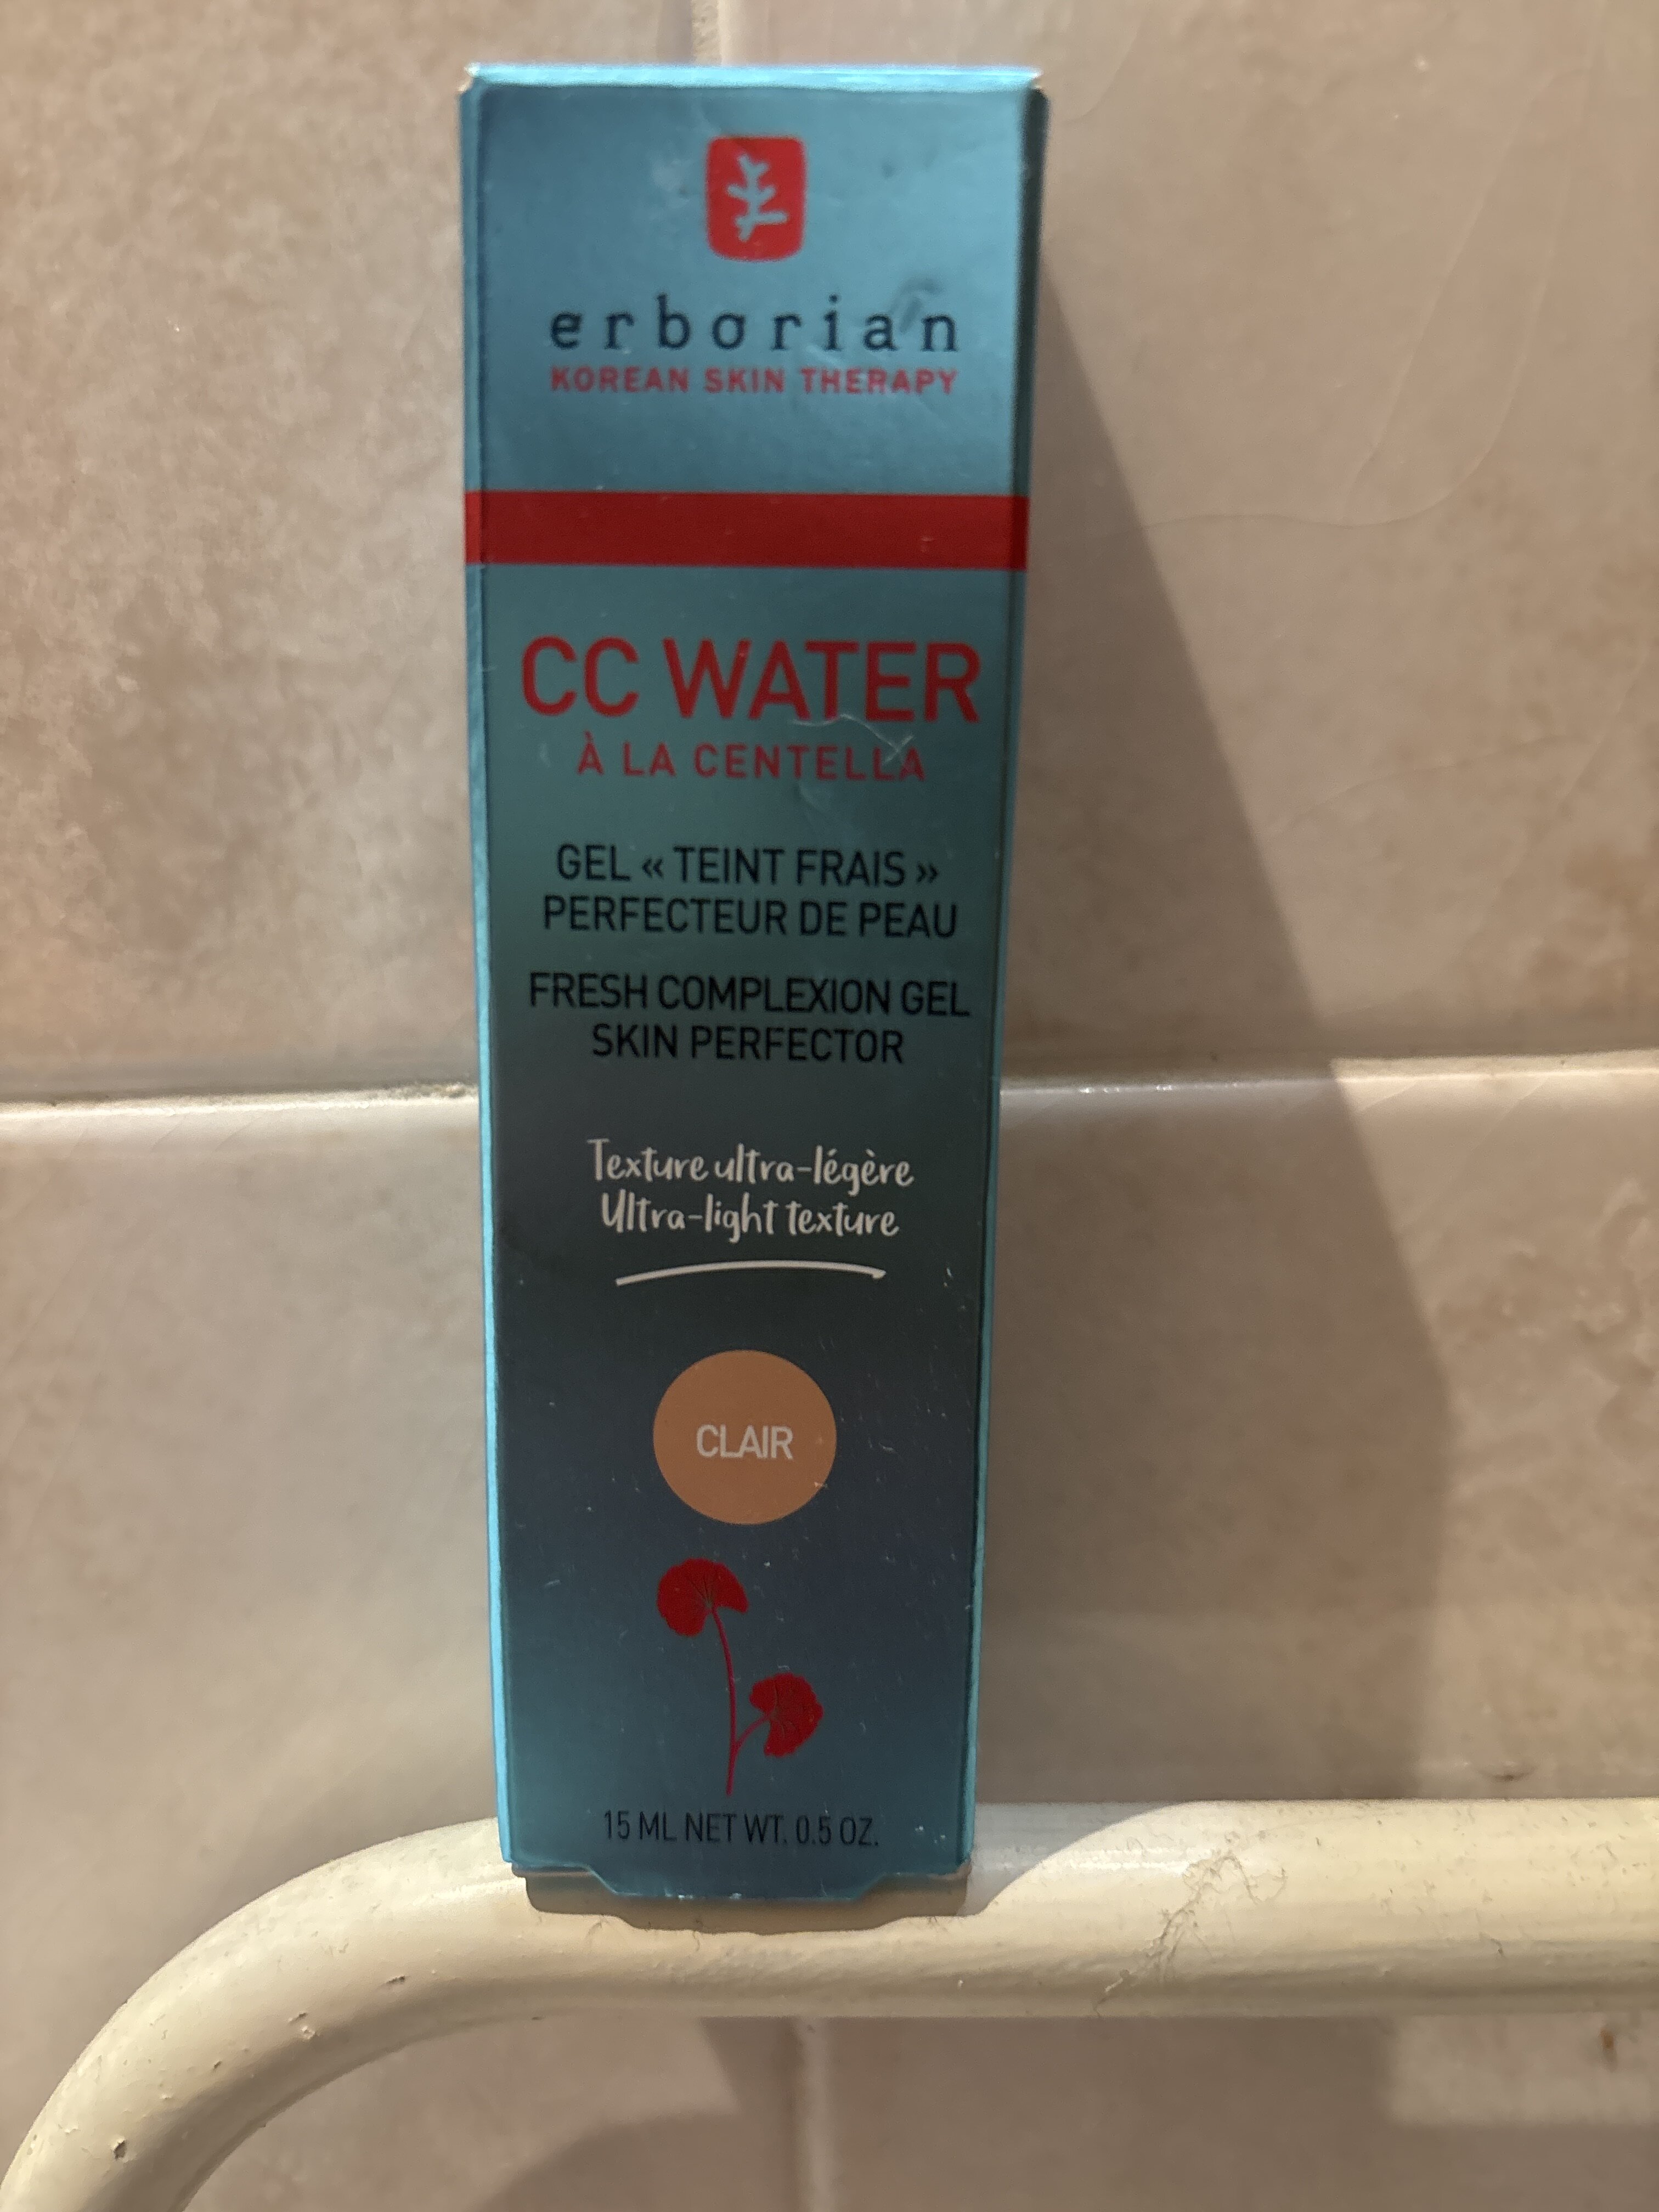 erborian
KOREAN SKIN THERAPY
CC WATER
À LA CENTELLA
GEL « TEINT FRAIS »
PERFECTEUR DE PEAU
FRESH COMPLEXION GEL
SKIN PERFECTOR
Texture ultra-légère
Ultra-light texture
CLAIR
15 ML NET WT. 0.5 OZ.